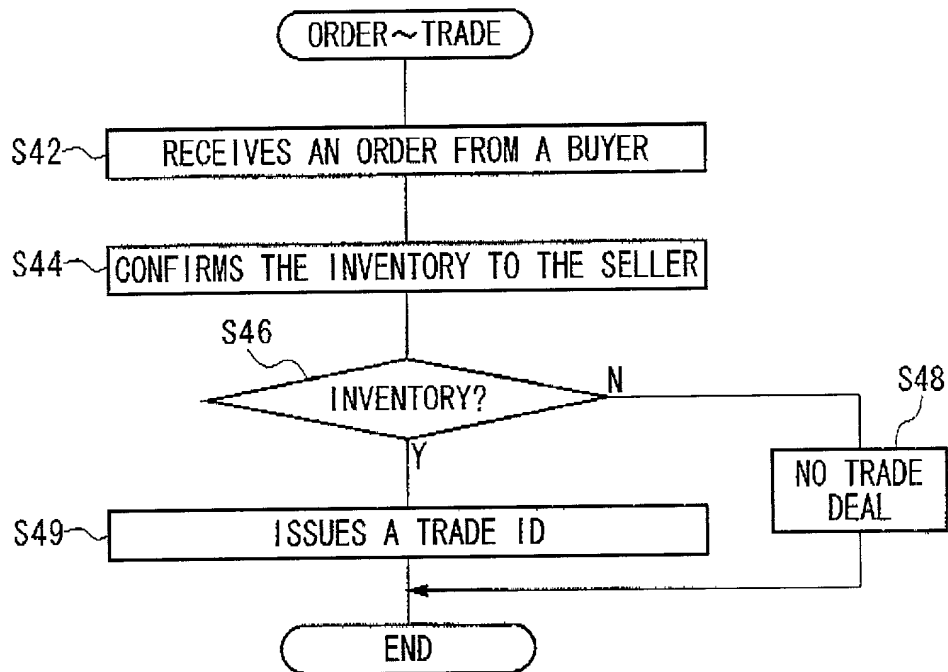 ORDER~TRADE
S42
RECEIVES AN ORDER FROM A BUYER
S44
CONFIRMS THE INVENTORY TO THE SELLER
S46
INVENTORY?
N
S48
Y
NO TRADE
DEAL
S49
ISSUES A TRADE ID
END